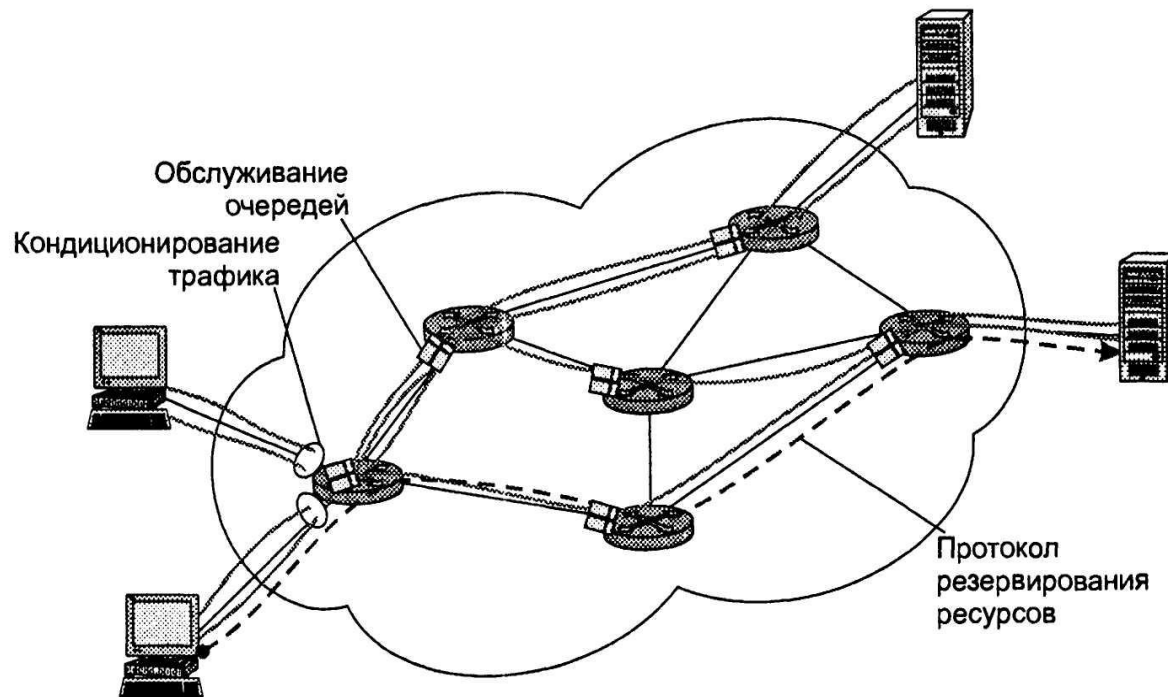 Обслуживание
очередей
Кондиционирование
трафика
Протокол
резервирования
ресурсов